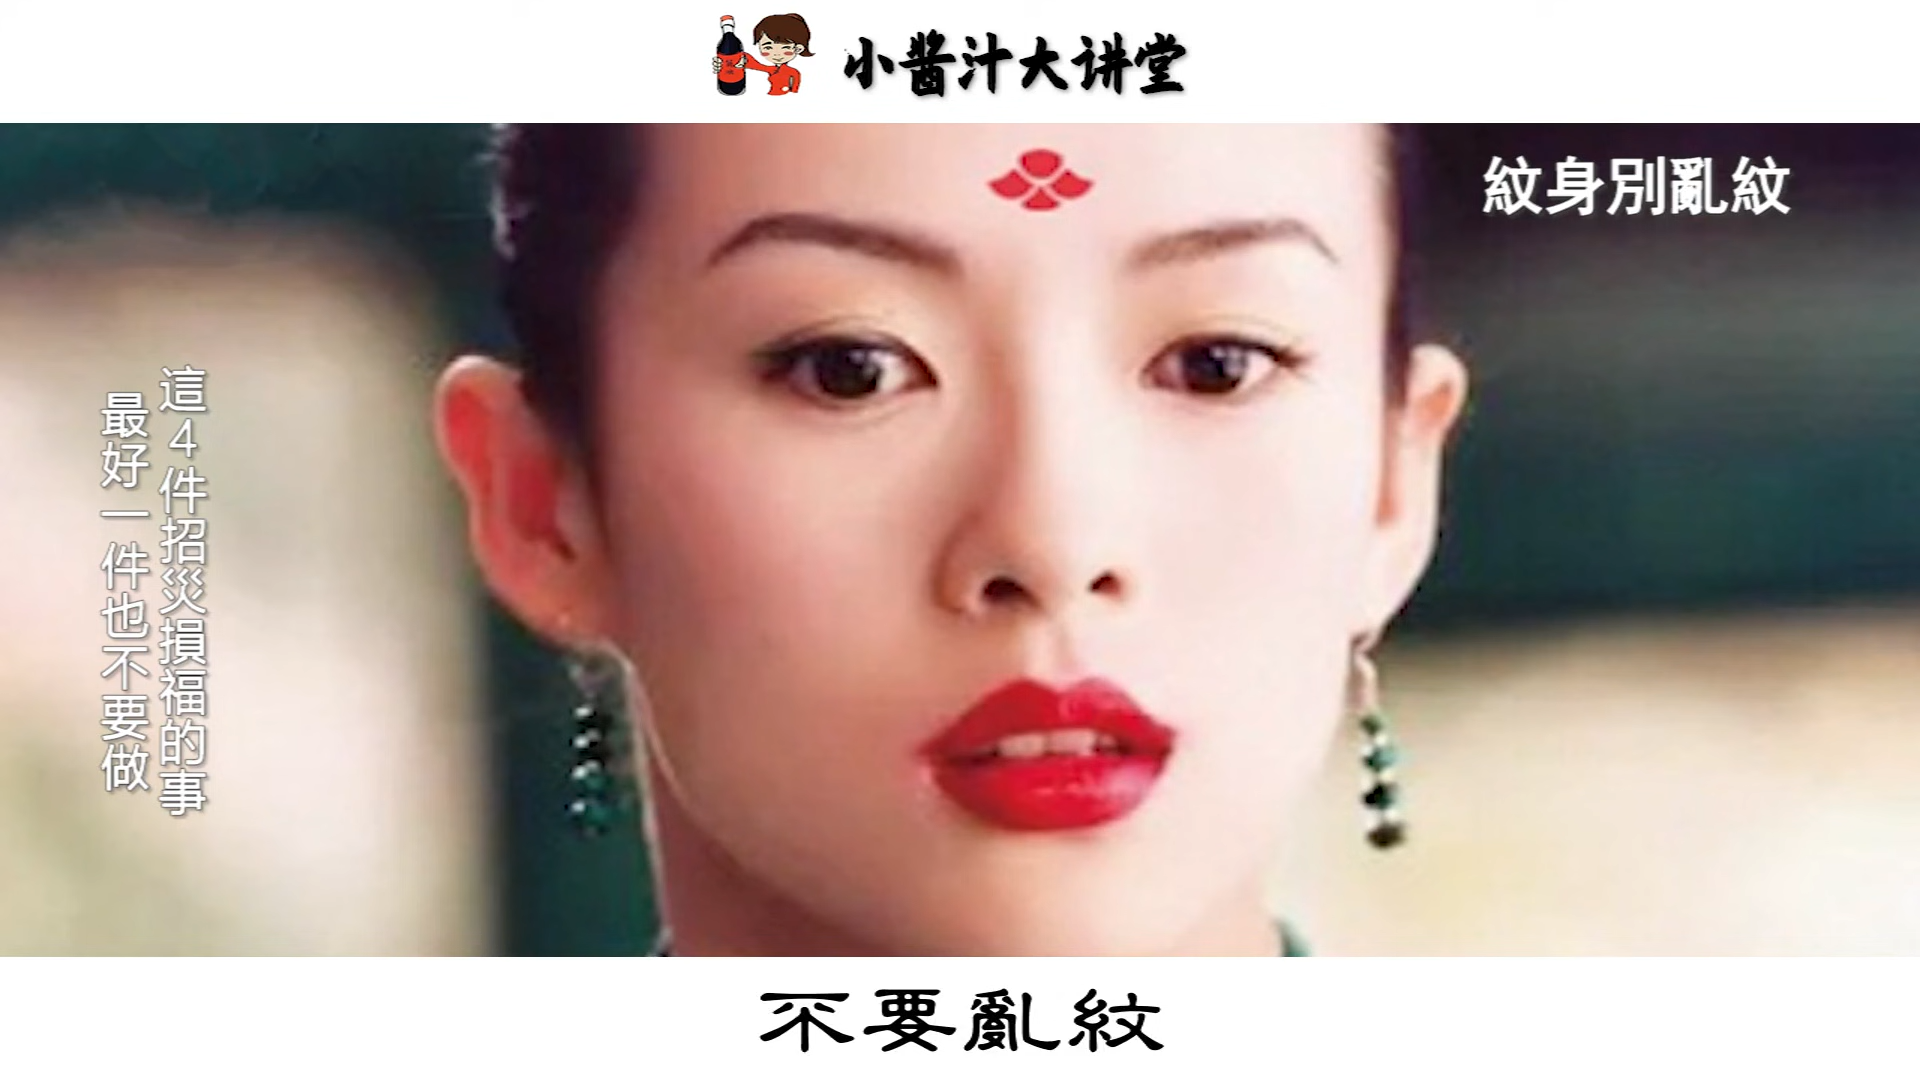 小酱汁大讲堂
紋身別亂紋
這4件招災損福的事
最好一件也不要做
不要亂紋